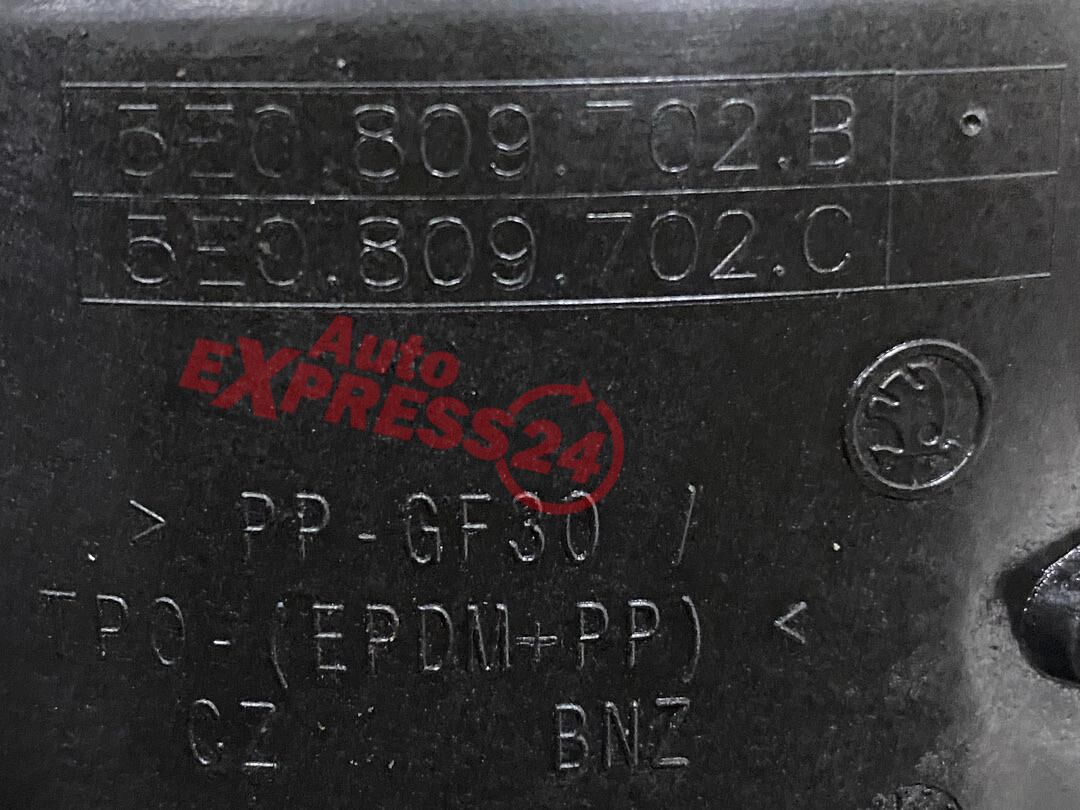 5E0.809.702.B
5E0.809.702.C
Auto
EXPRESS24
> PP-GF30 /
TPO-(EPDM+PP) <
CZ BNZ